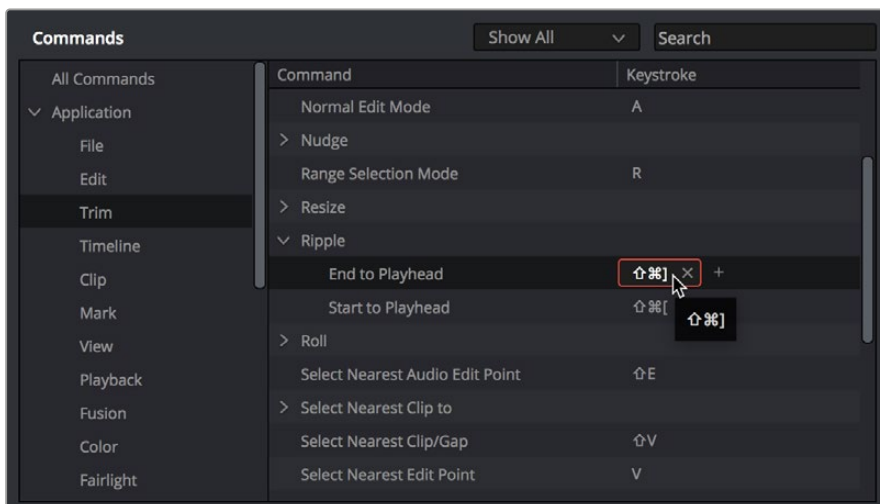 Commands
Show All
Search
All Commands
Application
File
Edit
Trim
Timeline
Clip
Mark
View
Playback
Fusion
Color
Fairlight
Command Keystroke
Normal Edit Mode A
Nudge
Range Selection Mode R
Resize
Ripple
End to Playhead ⇧⌘]
⇧⌘]
Start to Playhead ⇧⌘[
Roll
Select Nearest Audio Edit Point ⇧E
Select Nearest Clip to
Select Nearest Clip/Gap ⇧V
Select Nearest Edit Point V